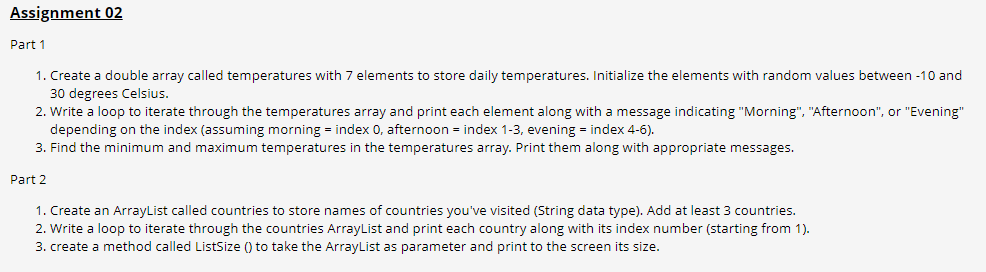 Assignment 02
Part 1
1. Create a double array called temperatures with 7 elements to store daily temperatures. Initialize the elements with random values between -10 and
30 degrees Celsius.
2. Write a loop to iterate through the temperatures array and print each element along with a message indicating "Morning", "Afternoon", or "Evening"
depending on the index (assuming morning = index 0, afternoon = index 1-3, evening = index 4-6).
3. Find the minimum and maximum temperatures in the temperatures array. Print them along with appropriate messages.
Part 2
1. Create an ArrayList called countries to store names of countries you've visited (String data type). Add at least 3 countries.
2. Write a loop to iterate through the countries ArrayList and print each country along with its index number (starting from 1).
3. create a method called ListSize () to take the ArrayList as parameter and print to the screen its size.